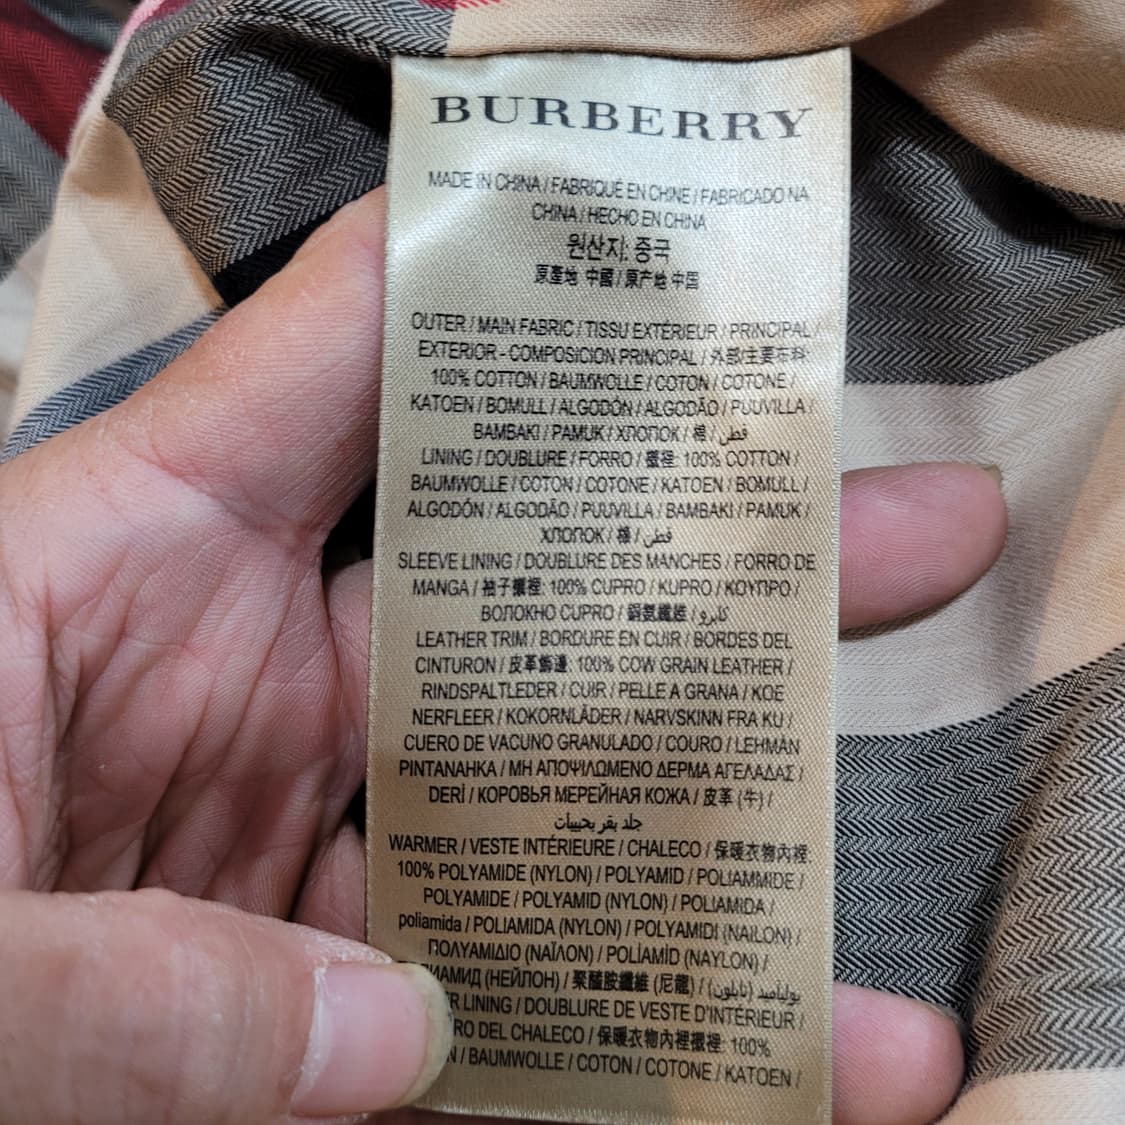 BURBERRY
MADE IN CHINA / FABRIQUÉ EN CHINE / FABRICADO NA
CHINA / HECHO EN CHINA
원산지: 중국
原產地 中國 / 原产地 中国
OUTER / MAIN FABRIC / TISSU EXTÉRIEUR / PRINCIPAL /
EXTERIOR - COMPOSICION PRINCIPAL / 外部/主要布料:
100% COTTON / BAUMWOLLE / COTON / COTONE /
KATOEN / BOMULL / ALGODÓN / ALGODÃO / PUUVILLA /
BAMBAKI / PAMUK / ХЛОПОК / 棉 / قطن
LINING / DOUBLURE / FORRO / 襯裡: 100% COTTON /
BAUMWOLLE / COTON / COTONE / KATOEN / BOMULL /
ALGODÓN / ALGODÃO / PUUVILLA / BAMBAKI / PAMUK /
ХЛОПОК / 棉 / قطن
SLEEVE LINING / DOUBLURE DES MANCHES / FORRO DE
MANGA / 袖子襯裡: 100% CUPRO / KUPRO / ΚΟΥΠΡΟ /
ВОЛОКНО CUPRO / 銅氨纖維 / كابرو
LEATHER TRIM / BORDURE EN CUIR / BORDES DEL
CINTURON / 皮革飾邊: 100% COW GRAIN LEATHER /
RINDSPALTLEDER / CUIR / PELLE A GRANA / KOE
NERFLEER / KOKORNLÄDER / NARVSKINN FRA KU /
CUERO DE VACUNO GRANULADO / COURO / LEHMÄN
PINTANAHKA / ΜΗ ΑΠΟΨΙΛΩΜΕΝΟ ΔΕΡΜΑ ΑΓΕΛΑΔΑΣ /
DERİ / КОРОВЬЯ МЕРЕЙНАЯ КОЖА / 皮革 (牛) /
جلد بقر بحبيبات
WARMER / VESTE INTÉRIEURE / CHALECO / 保暖衣物內裡:
100% POLYAMIDE (NYLON) / POLYAMID / POLIAMMIDE /
POLYAMIDE / POLYAMID (NYLON) / POLIAMIDA /
poliamida / POLIAMIDA (NYLON) / POLYAMIDI (NAILON) /
ΠΟΛΥΑΜΙΔΙΟ (ΝΑΪΛΟΝ) / POLİAMİD (NAYLON) /
ИАМИД (НЕЙЛОН) / 聚醯胺纖維 (尼龍) / بولياميد (نايلون) /
R LINING / DOUBLURE DE VESTE D'INTÉRIEUR /
RO DEL CHALECO / 保暖衣物內裡襯裡: 100%
N / BAUMWOLLE / COTON / COTONE / KATOEN /